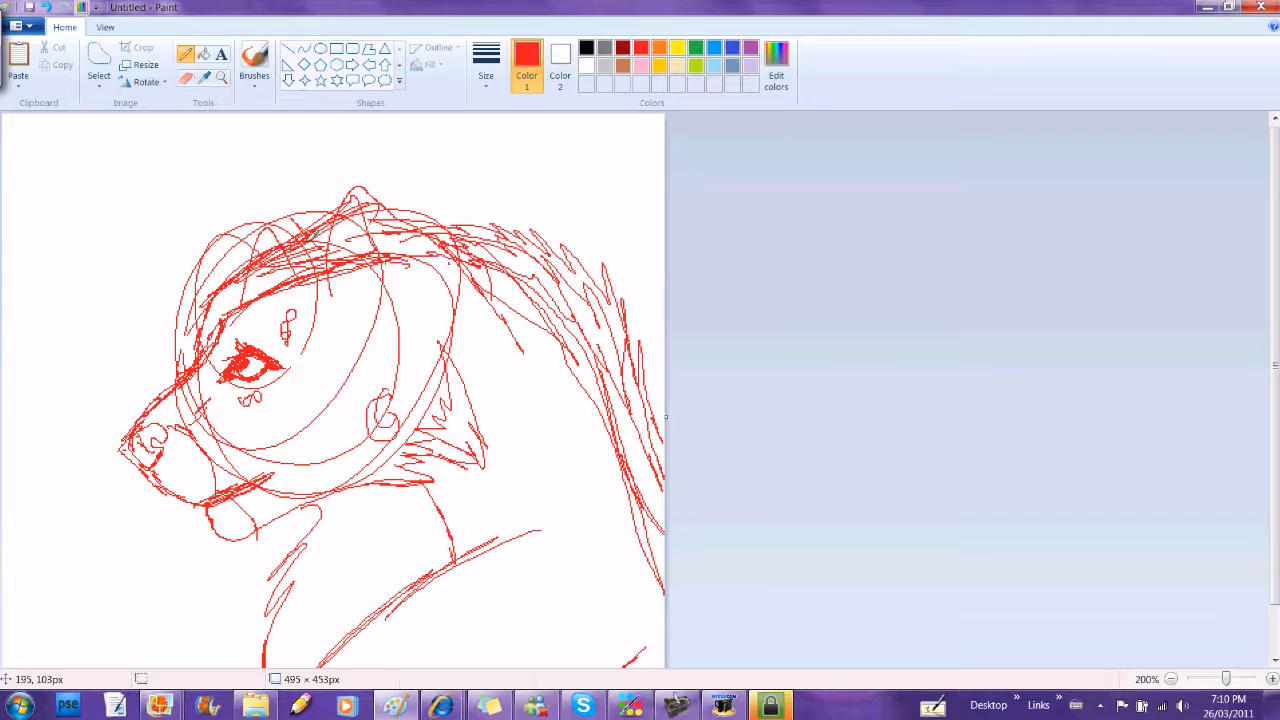 Untitled - Paint
Home View
Paste
Cut
Copy
Clipboard
Select
Crop
Resize
Rotate
Image
Tools
Brushes
Outline
Fill
Shapes
Size
Color 1
Color 2
Edit colors
Colors
195, 103px
495 × 453px
200%
pse
Desktop
Links
7:10 PM
26/03/2011